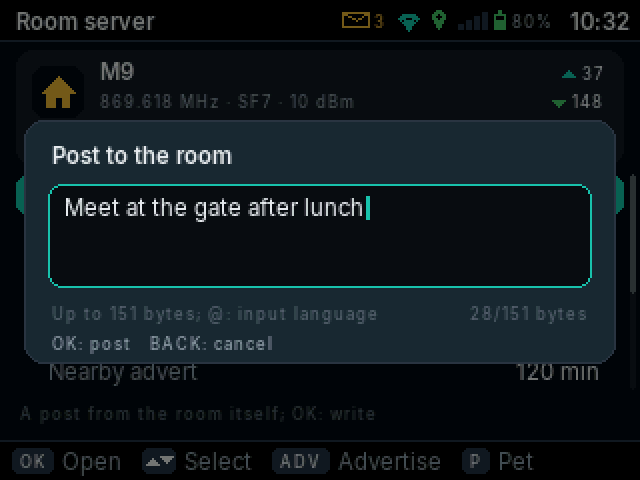 Room server 3 80% 10:32
M9 37
869.618 MHz · SF7 · 10 dBm 148
Post to the room
Meet at the gate after lunch
Up to 151 bytes; @: input language 28/151 bytes
OK: post BACK: cancel
Nearby advert 120 min
A post from the room itself; OK: write
OK Open Select ADV Advertise P Pet